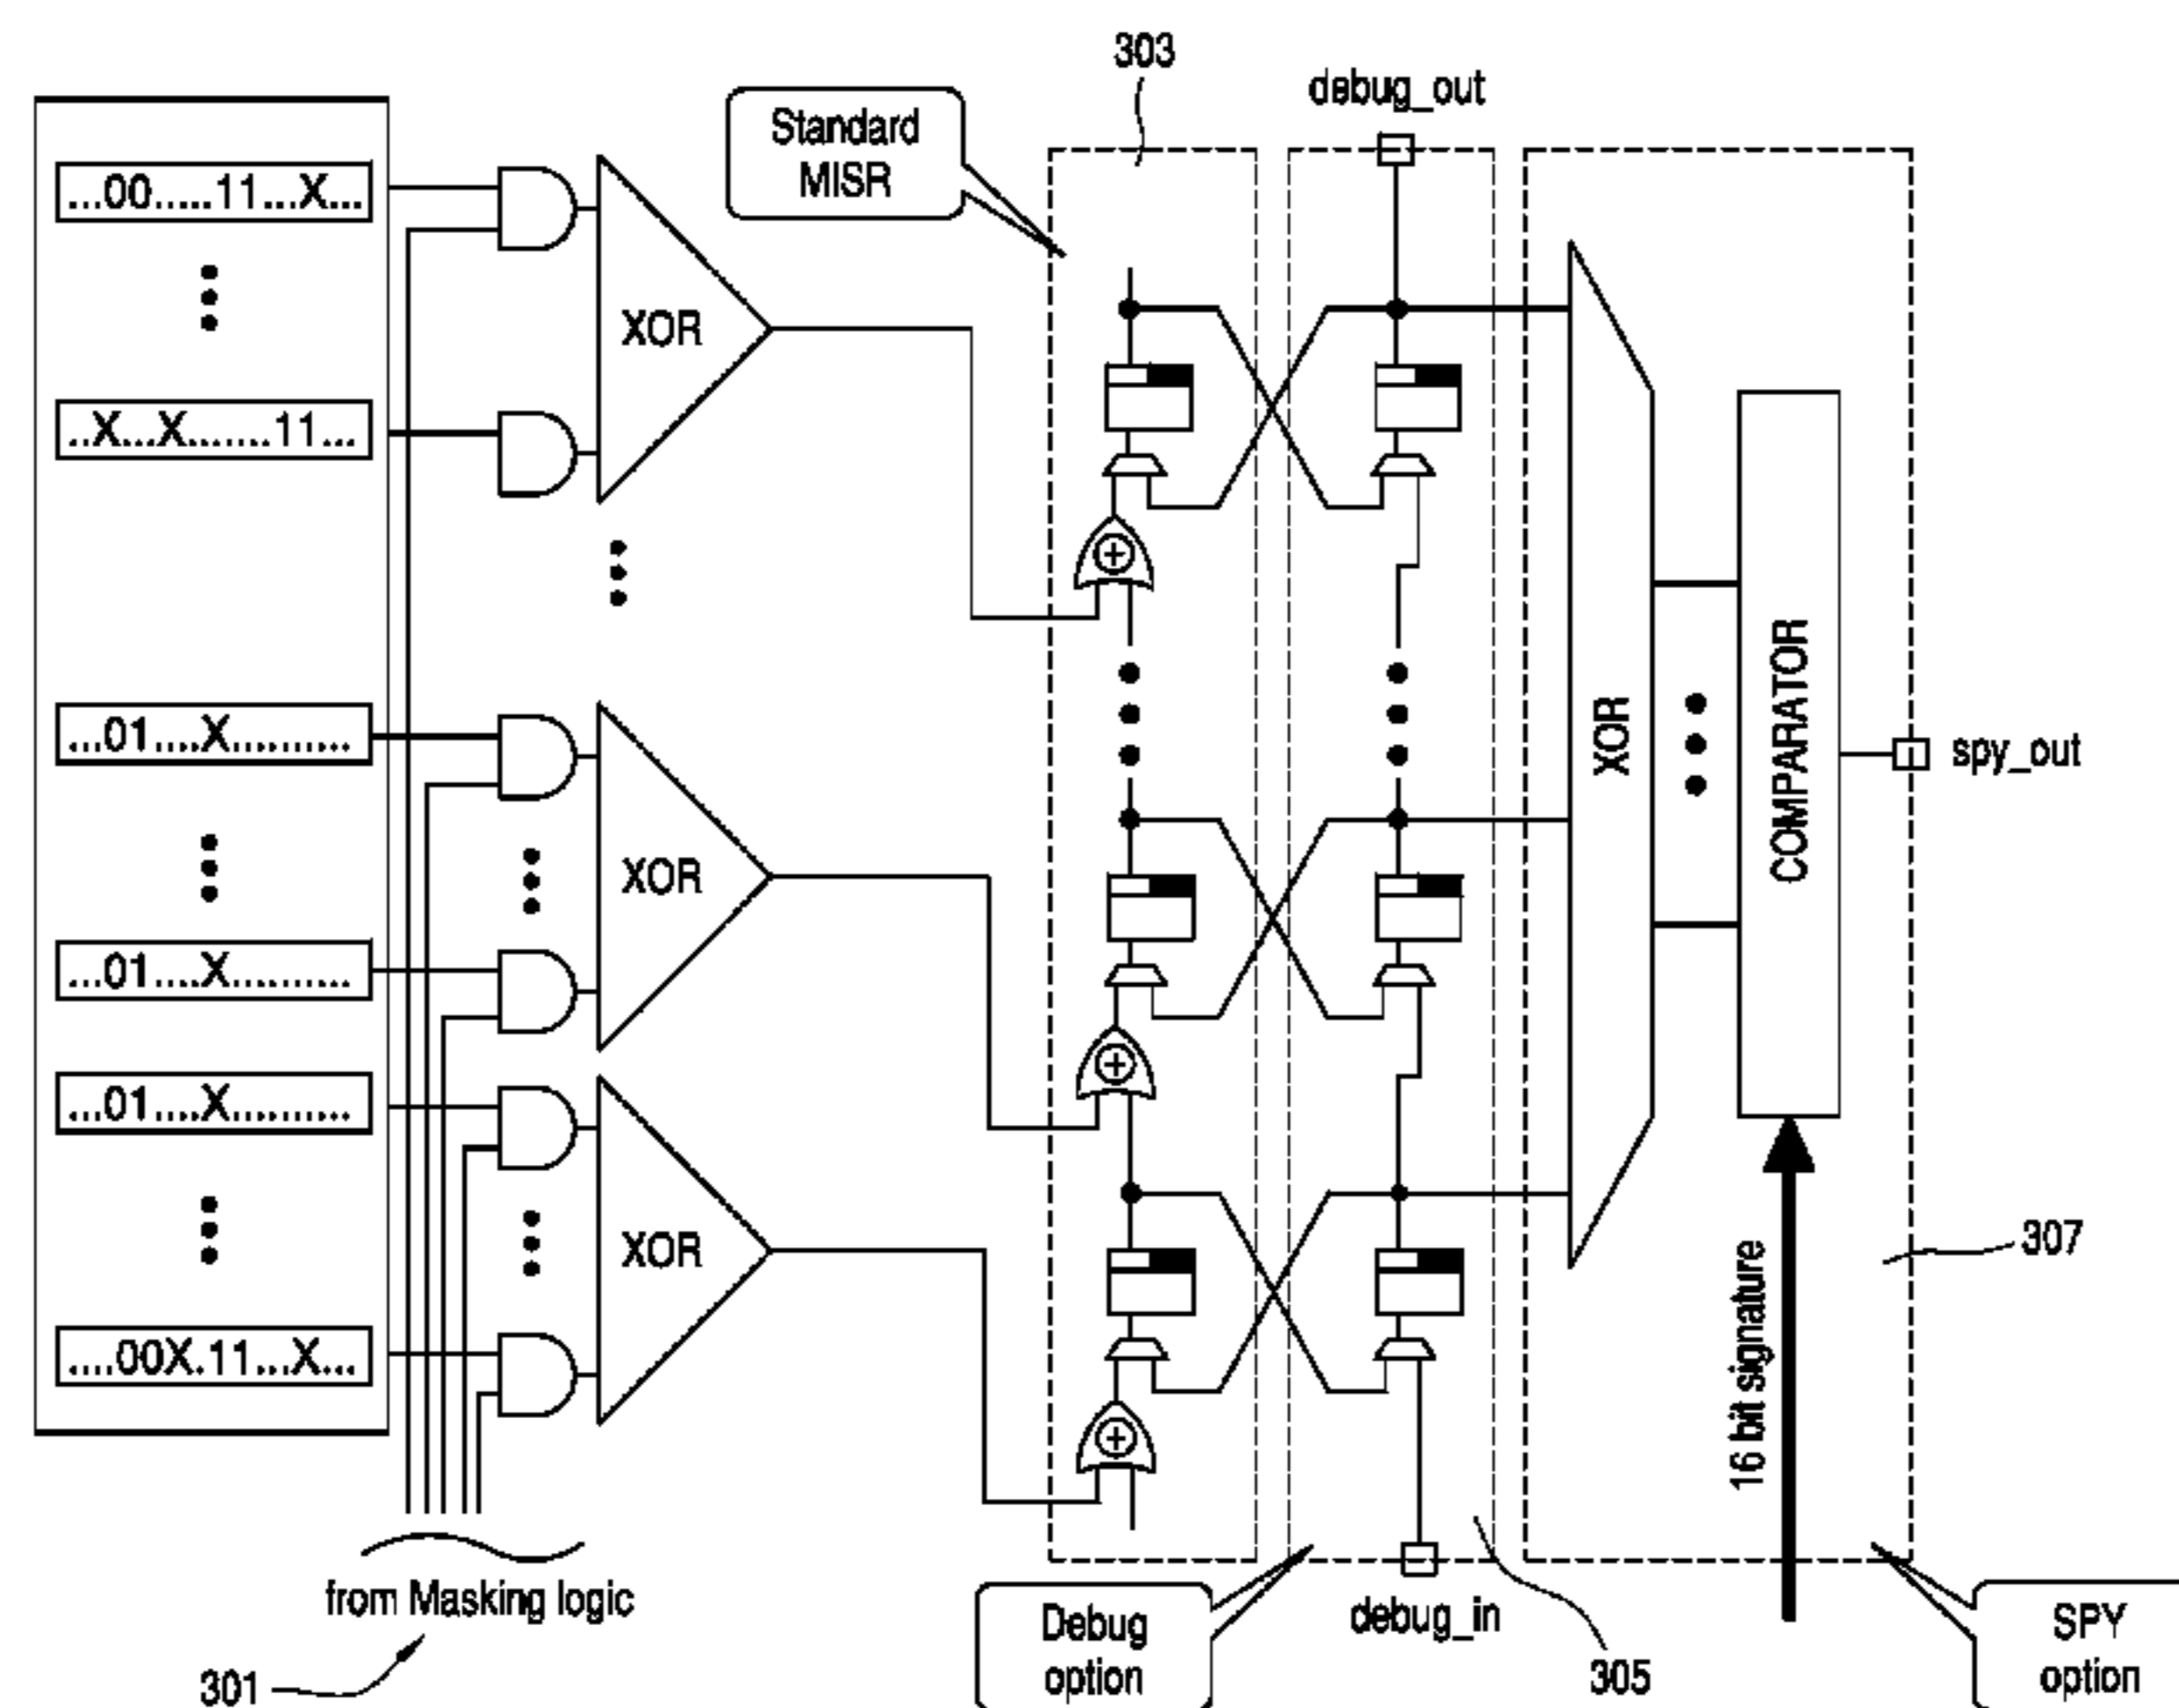 303
debug_out
Standard
MISR
...00.....11...X...
XOR
..X...X.......11...
...01....X..........
XOR
...01....X..........
...01....X..........
XOR
....00X.11...X...
XOR
COMPARATOR
spy_out
307
16 bit signature
from Masking logic
301
Debug
option
debug_in
305
SPY
option